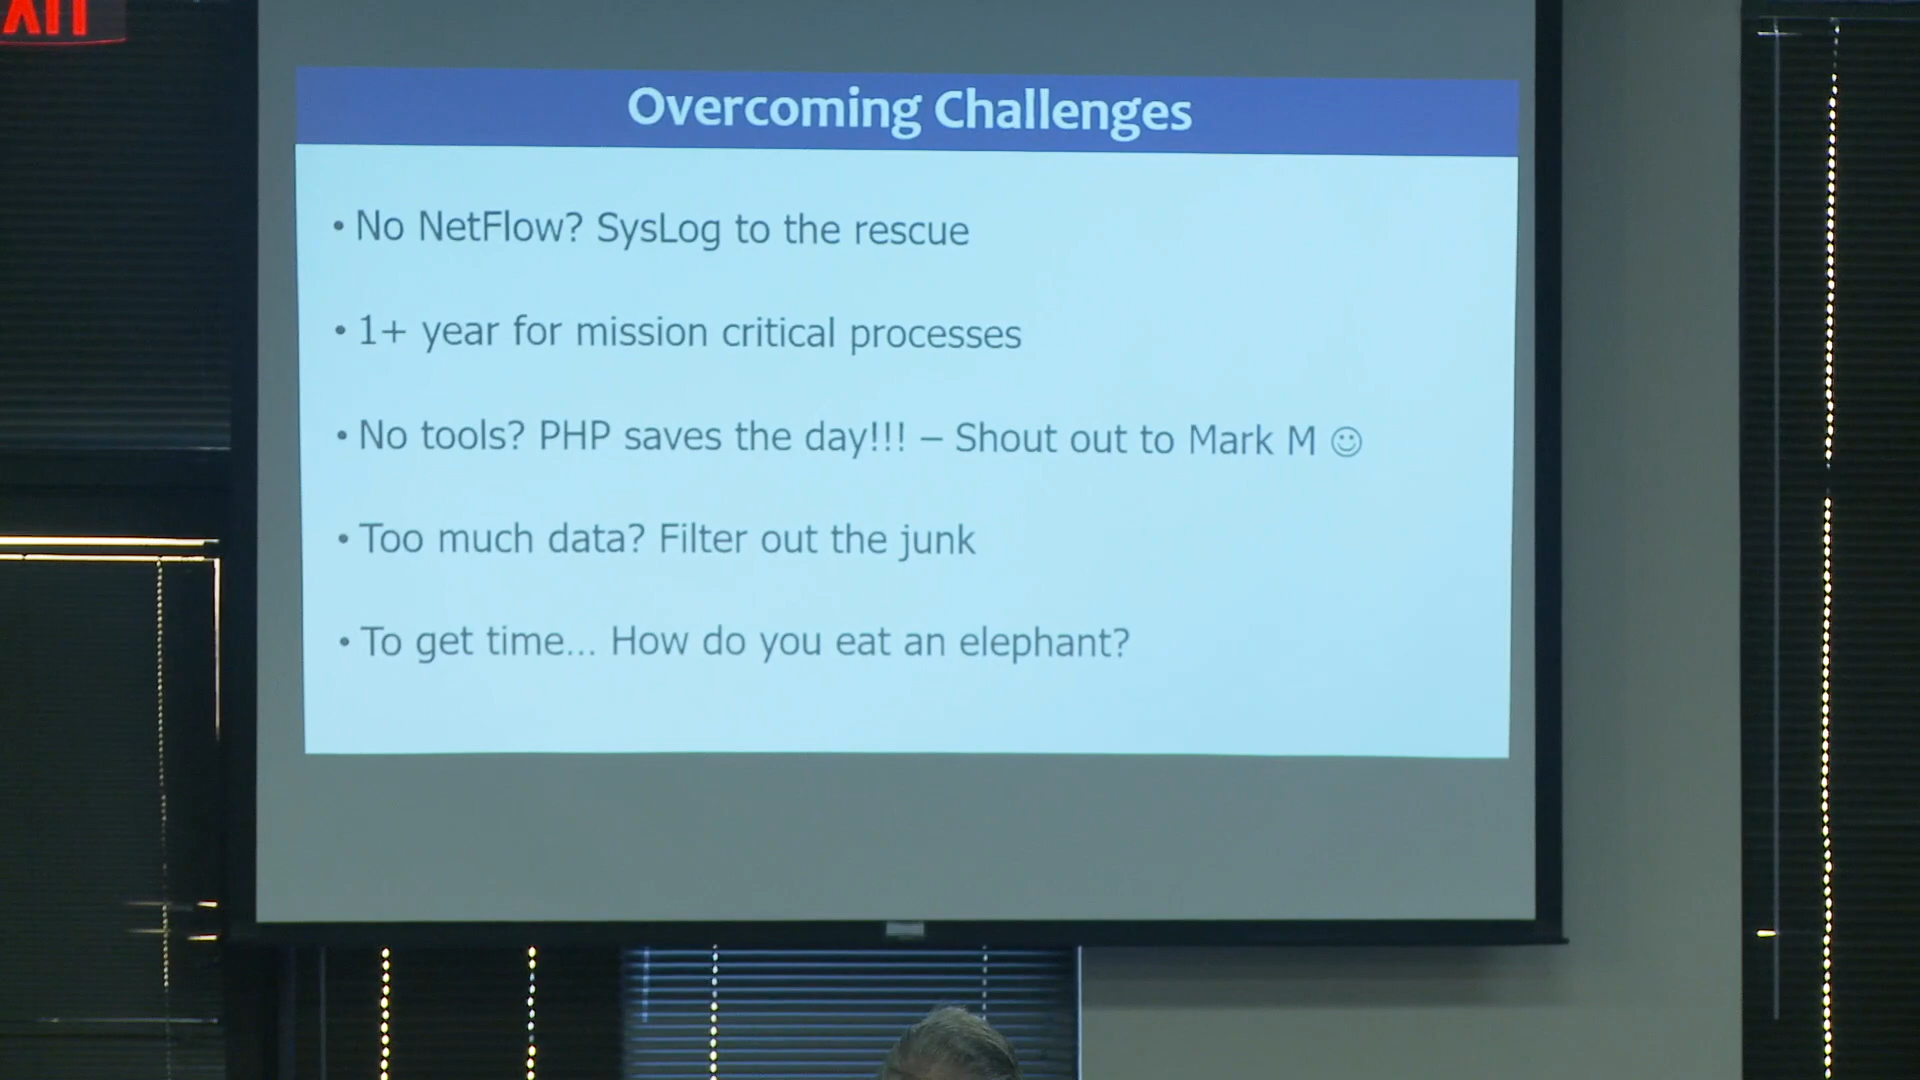 XIT
Overcoming Challenges
• No NetFlow? SysLog to the rescue
• 1+ year for mission critical processes
• No tools? PHP saves the day!!! – Shout out to Mark M ☺
• Too much data? Filter out the junk
• To get time... How do you eat an elephant?